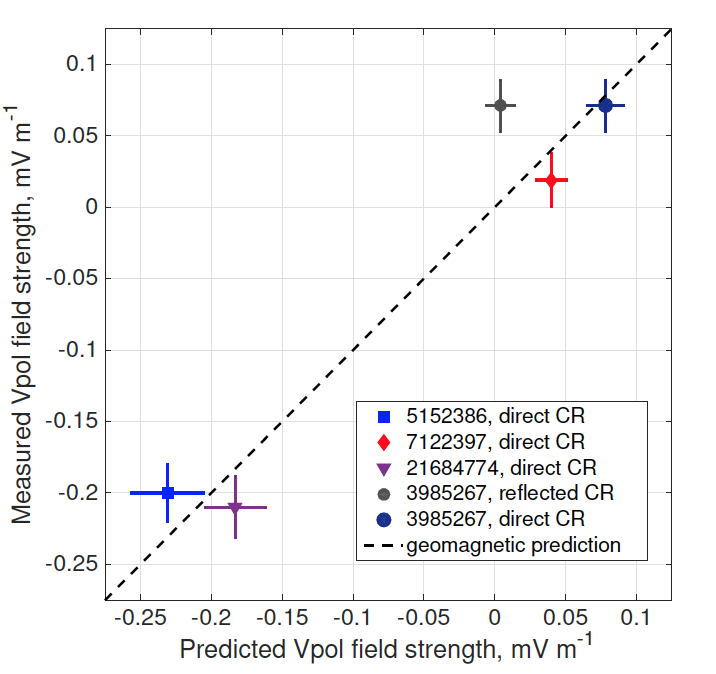 0.1
0.05
0
-0.05
-0.1
-0.15
-0.2
-0.25
Measured Vpol field strength, mV m-1
5152386, direct CR
7122397, direct CR
21684774, direct CR
3985267, reflected CR
3985267, direct CR
geomagnetic prediction
-0.25 -0.2 -0.15 -0.1 -0.05 0 0.05 0.1
Predicted Vpol field strength, mV m-1